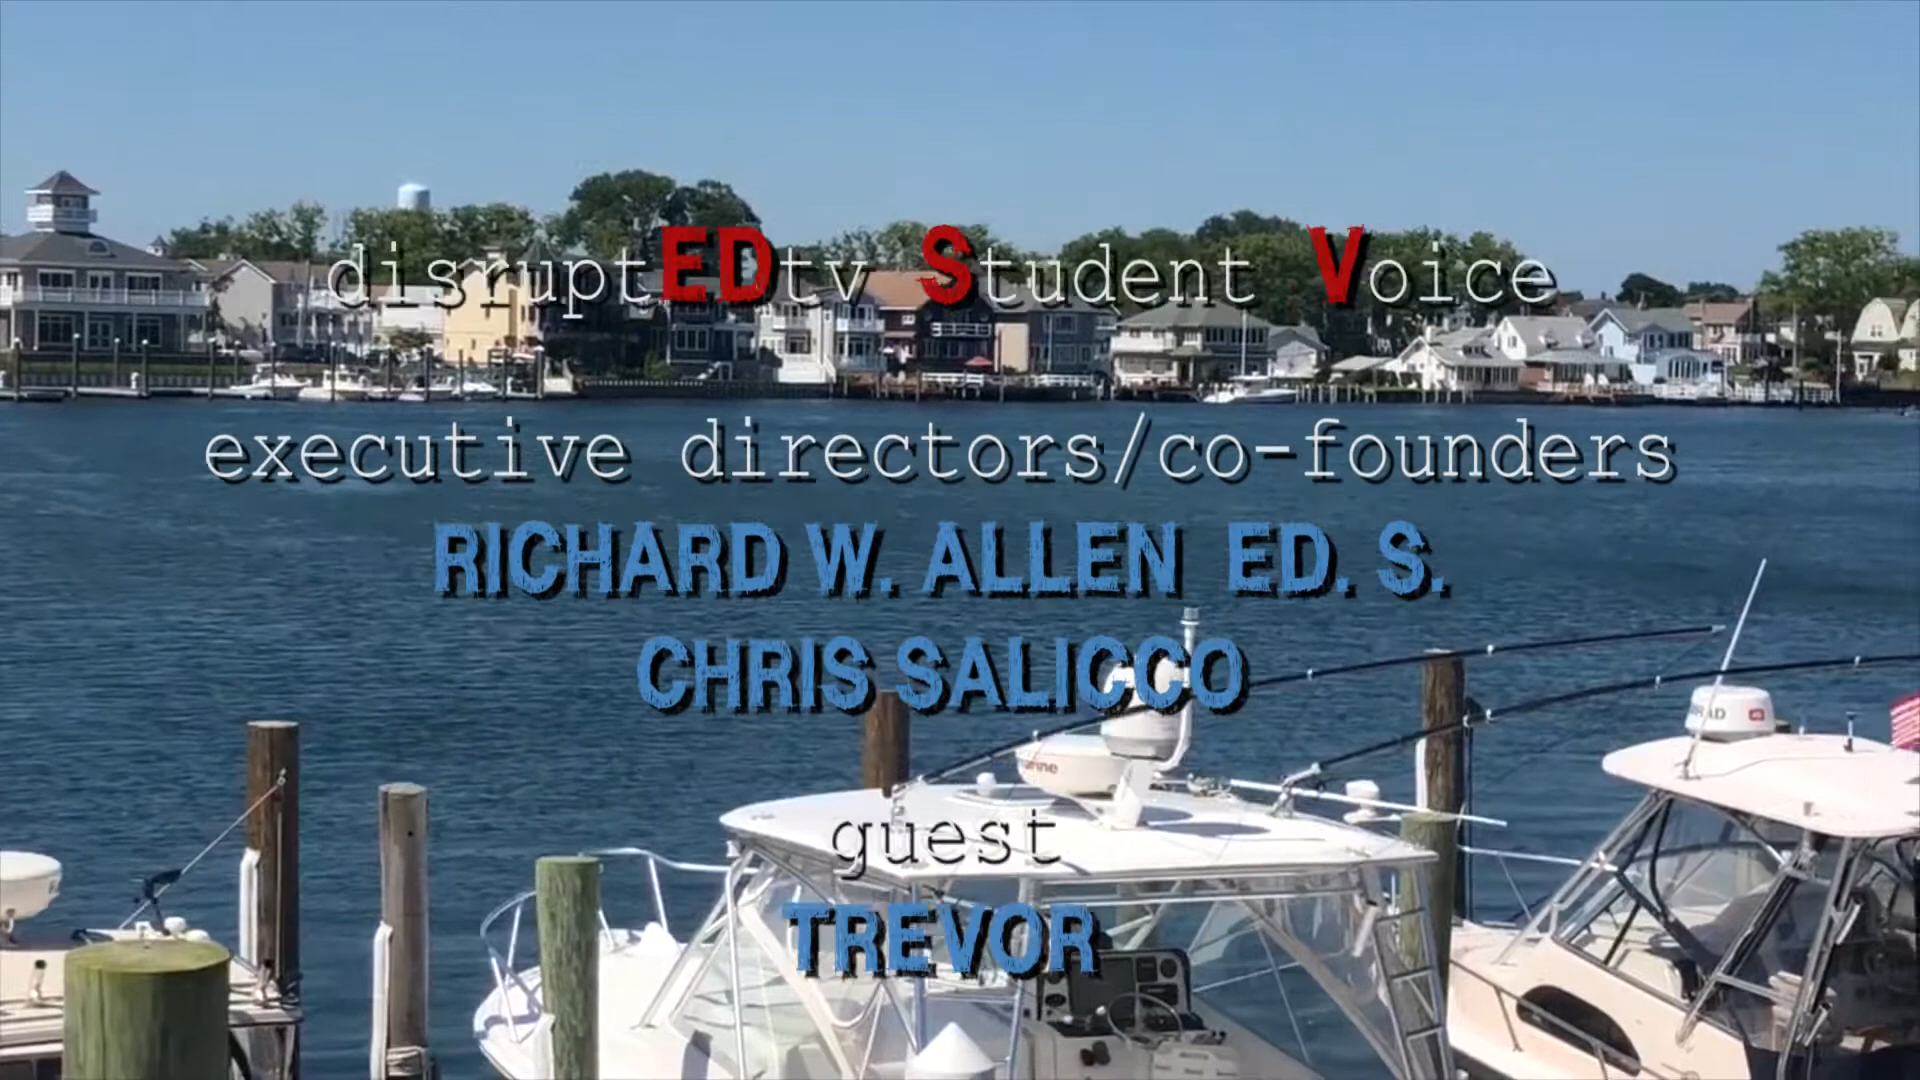 disruptEDtv Student Voice
executive directors/co-founders
RICHARD W. ALLEN ED. S.
CHRIS SALICCO
guest
TREVOR